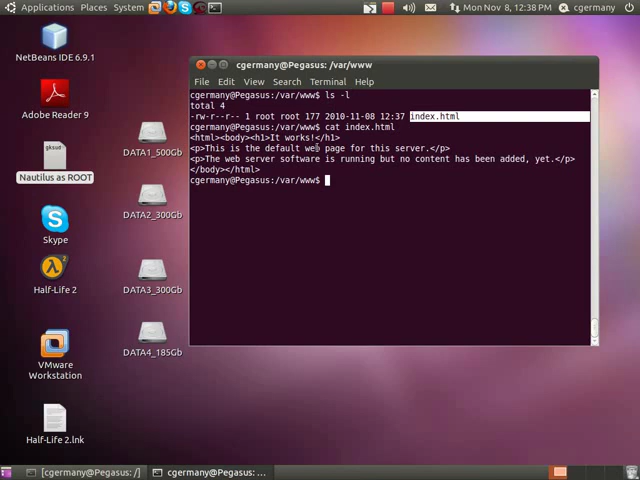 Applications Places System
Mon Nov 8, 12:38 PM cgermany
NetBeans IDE 6.9.1
Adobe Reader 9
Nautilus as ROOT
Skype
Half-Life 2
VMware
Workstation
Half-Life 2.lnk
DATA1_500Gb
DATA2_300Gb
DATA3_300Gb
DATA4_185Gb
cgermany@Pegasus: /var/www
File Edit View Search Terminal Help
cgermany@Pegasus:/var/www$ ls -l
total 4
-rw-r--r-- 1 root root 177 2010-11-08 12:37 index.html
cgermany@Pegasus:/var/www$ cat index.html
<html><body><h1>It works!</h1>
<p>This is the default web page for this server.</p>
<p>The web server software is running but no content has been added, yet.</p>
</body></html>
cgermany@Pegasus:/var/www$
[cgermany@Pegasus: /]
cgermany@Pegasus: ...